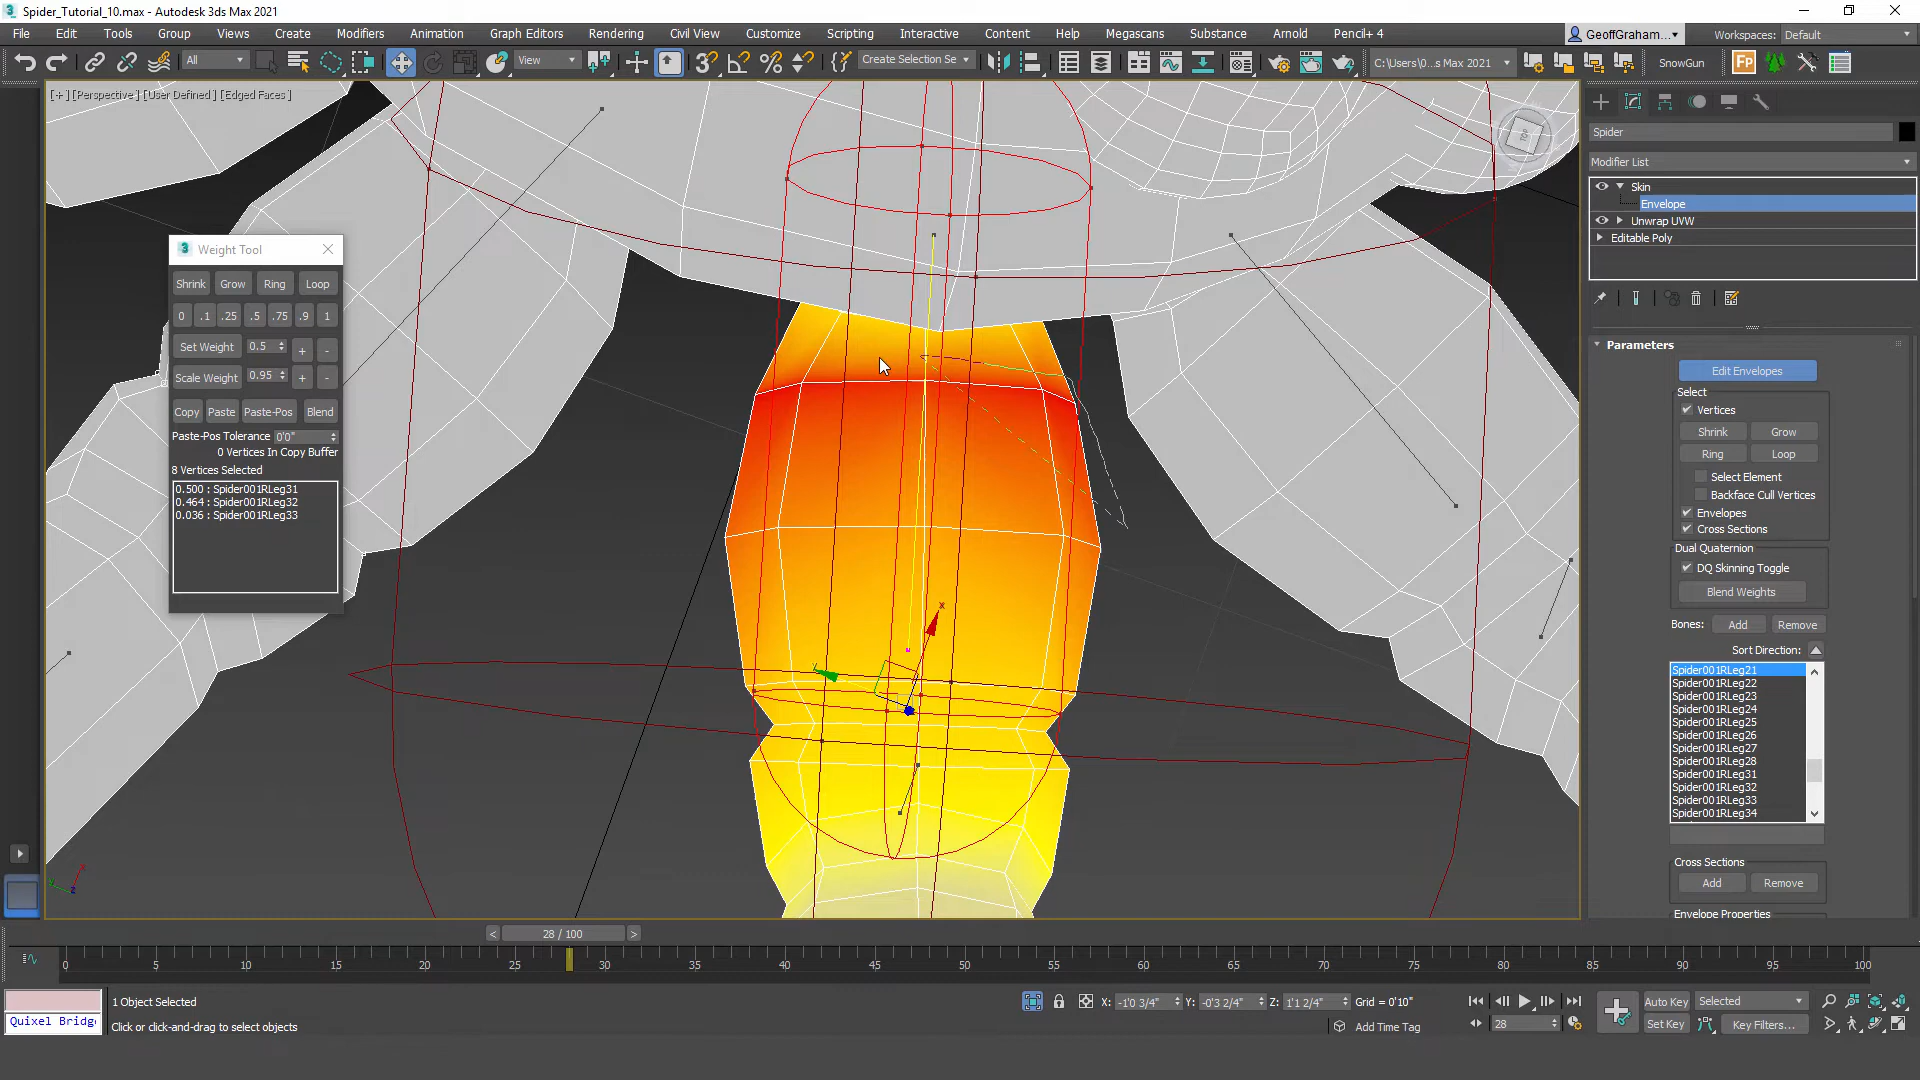 Spider_Tutorial_10.max - Autodesk 3ds Max 2021
File Edit Tools Group Views Create Modifiers Animation Graph Editors Rendering Civil View Customize Scripting Interactive Content Help Megascans Substance Arnold Pencil+ 4 GeoffGraham... Workspaces: Default
All View Create Selection Se C:\Users\0...s Max 2021 SnowGun
[ + ] [Perspective ] [User Defined ] [Edged Faces ]
Spider
Modifier List
Skin
Envelope
Unwrap UVW
Editable Poly
Weight Tool
Shrink Grow Ring Loop
0 .1 .25 .5 .75 .9 1
Set Weight 0.5 + -
Scale Weight 0.95 + -
Copy Paste Paste-Pos Blend
Paste-Pos Tolerance 0'0"
0 Vertices In Copy Buffer
8 Vertices Selected
0.500 : Spider001RLeg31
0.464 : Spider001RLeg32
0.036 : Spider001RLeg33
Parameters
Edit Envelopes
Select
Vertices
Shrink Grow
Ring Loop
Select Element
Backface Cull Vertices
Envelopes
Cross Sections
Dual Quaternion
DQ Skinning Toggle
Blend Weights
Bones: Add Remove
Sort Direction:
Spider001RLeg21
Spider001RLeg22
Spider001RLeg23
Spider001RLeg24
Spider001RLeg25
Spider001RLeg26
Spider001RLeg27
Spider001RLeg28
Spider001RLeg31
Spider001RLeg32
Spider001RLeg33
Spider001RLeg34
Cross Sections
Add Remove
Envelope Properties
x
y
< 28 / 100 >
0 5 10 15 20 25 30 35 40 45 50 55 60 65 70 75 80 85 90 95 100
1 Object Selected X: -1'0 3/4" Y: -0'3 2/4" Z: 1'1 2/4" Grid = 0'10" Auto Key Selected
Quixel Bridg Click or click-and-drag to select objects Add Time Tag 28 Set Key Key Filters...